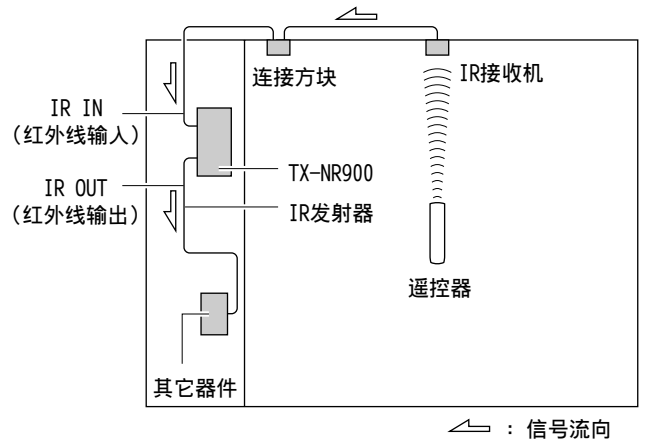 连接方块
IR接收机
IR IN
（红外线输入）
TX-NR900
IR OUT
（红外线输出）
IR发射器
遥控器
其它器件
：信号流向